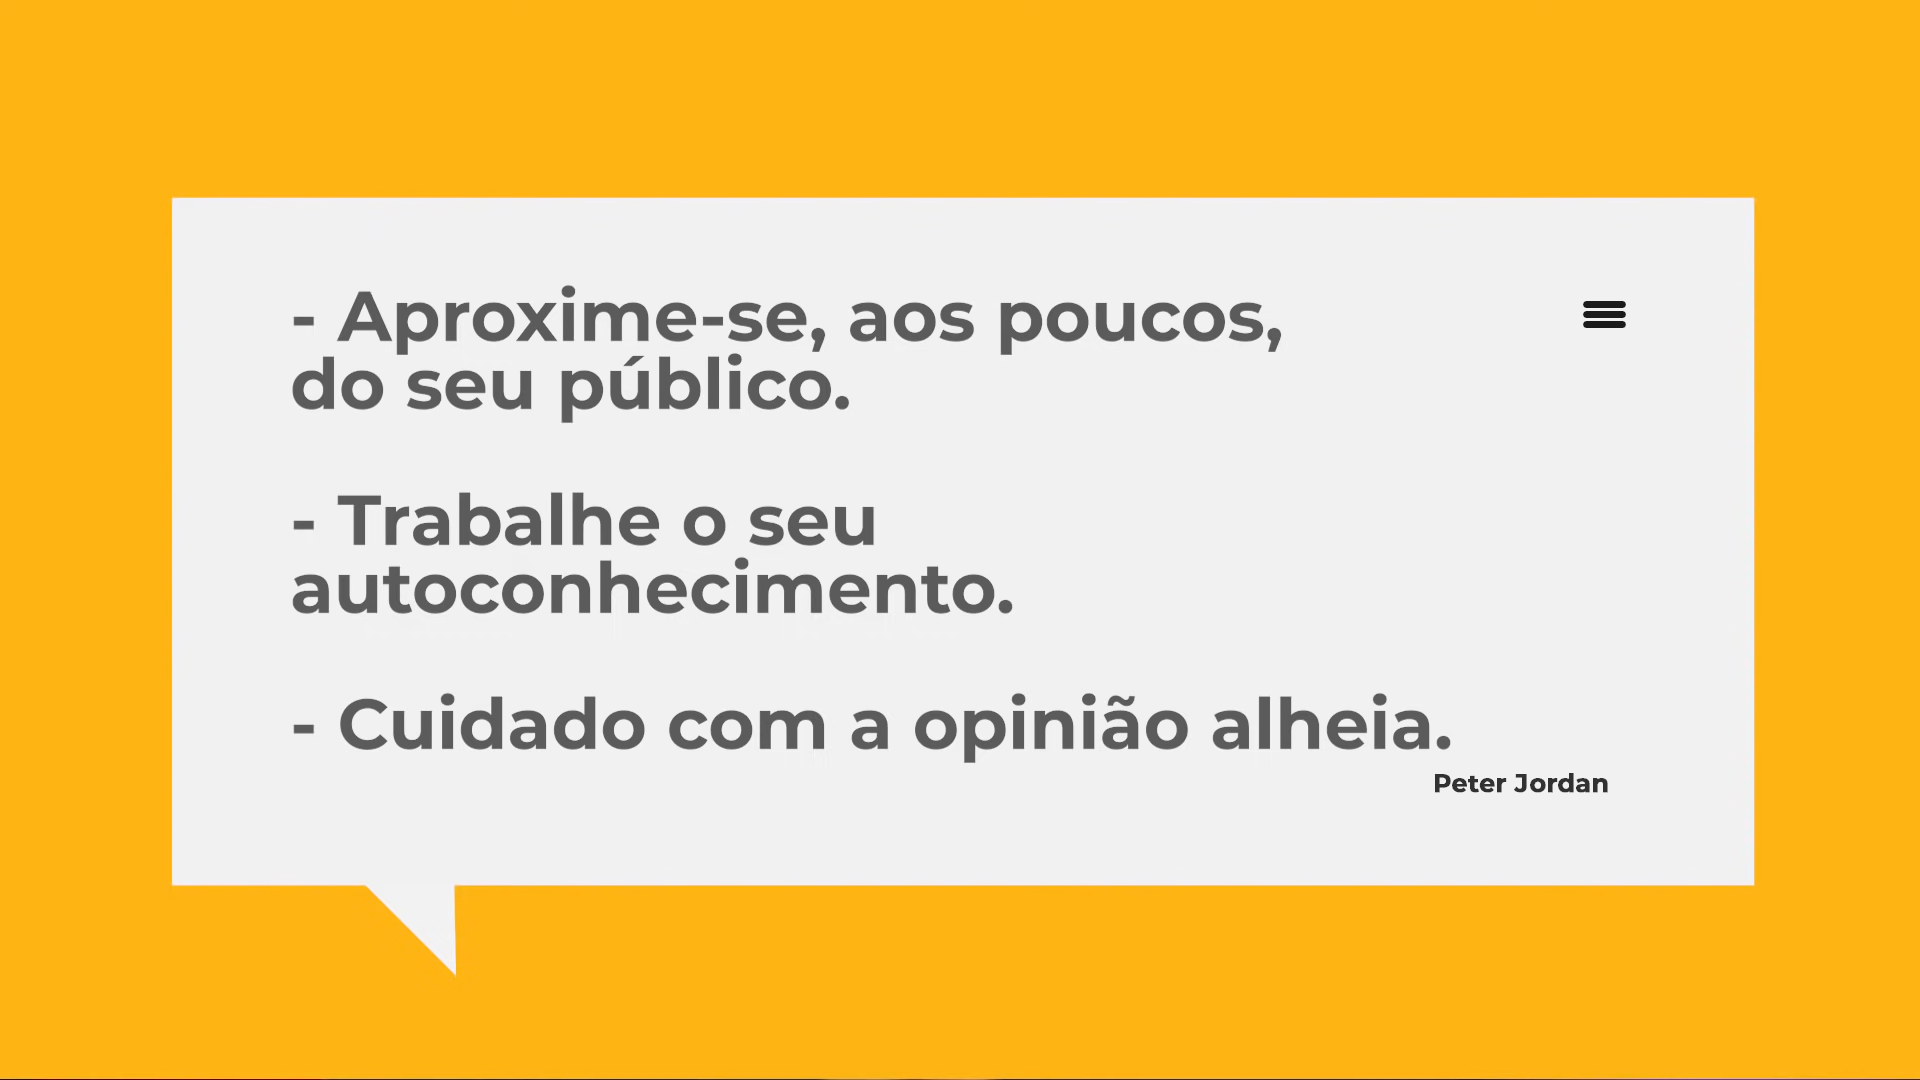 - Aproxime-se, aos poucos,
do seu público.
- Trabalhe o seu
autoconhecimento.
- Cuidado com a opinião alheia.
Peter Jordan